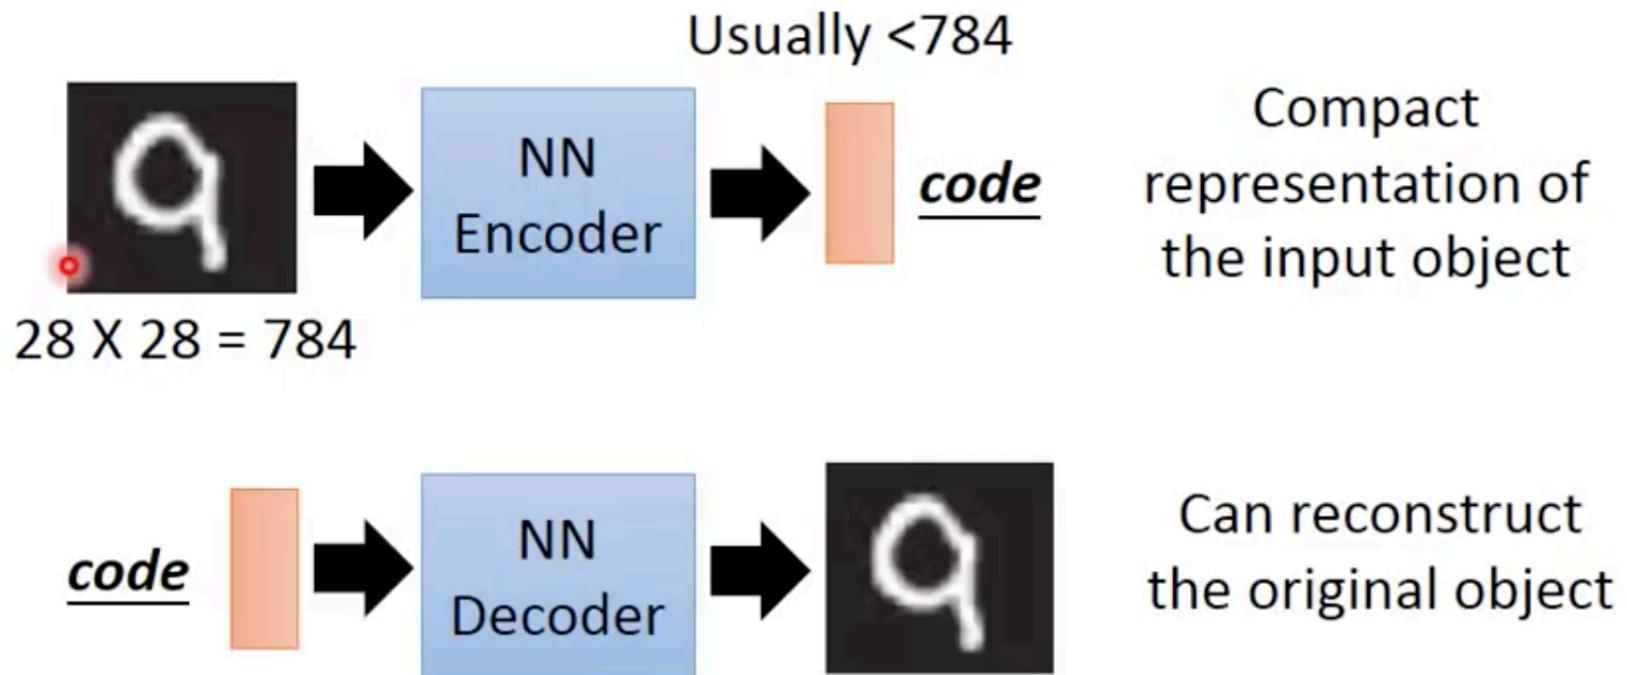 Usually <784
NN
Encoder
code
Compact
representation of
the input object
28 X 28 = 784
code
NN
Decoder
Can reconstruct
the original object